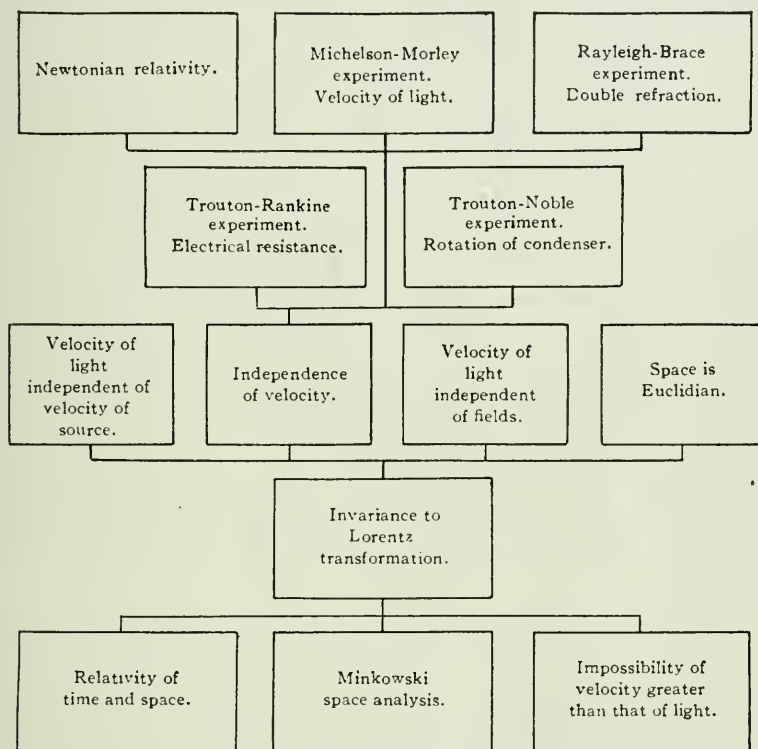 Newtonian relativity.
Michelson-Morley
experiment.
Velocity of light.
Rayleigh-Brace
experiment.
Double refraction.
Trouton-Rankine
experiment.
Electrical resistance.
Trouton-Noble
experiment.
Rotation of condenser.
Velocity of
light
independent of
velocity of
source.
Independence
of velocity.
Velocity of
light
independent
of fields.
Space is
Euclidian.
Invariance to
Lorentz
transformation.
Relativity of
time and space.
Minkowski
space analysis.
Impossibility of
velocity greater
than that of light.